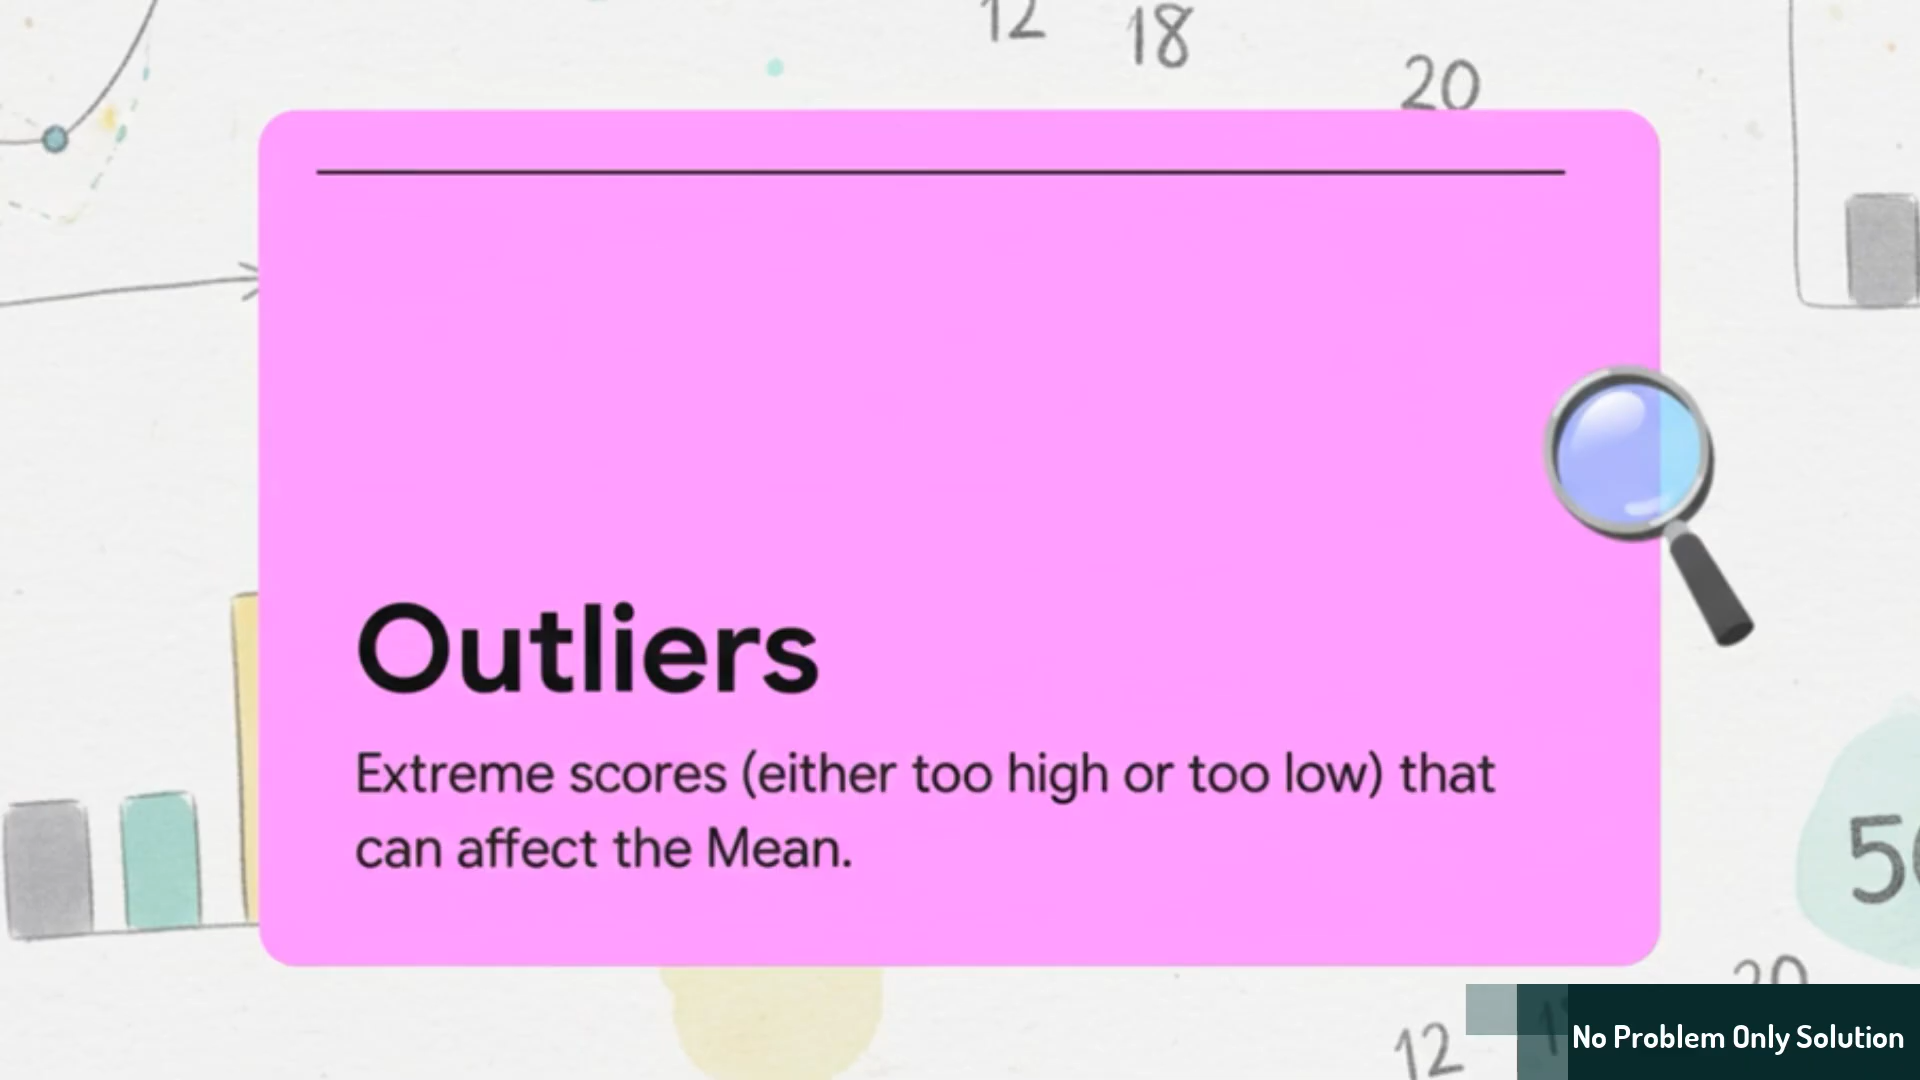 12
18
20
Outliers
Extreme scores (either too high or too low) that
can affect the Mean.
20
12
No Problem Only Solution